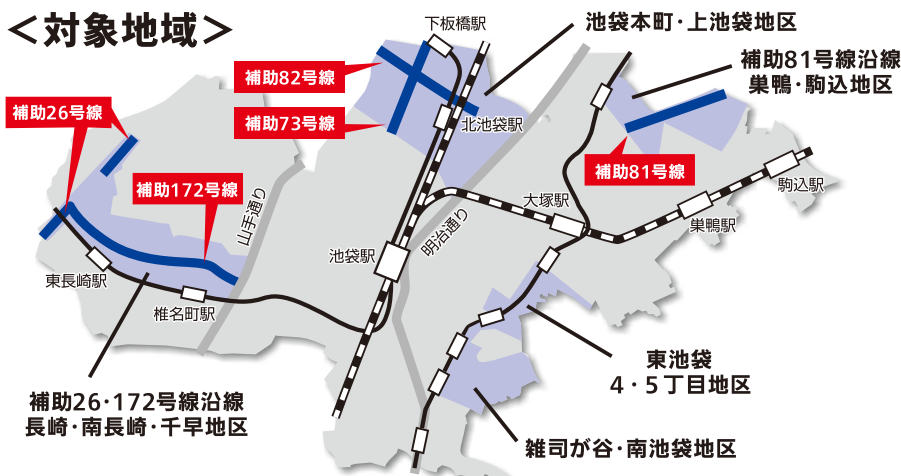 ＜対象地域＞
下板橋駅
池袋本町・上池袋地区
補助82号線
補助73号線
北池袋駅
補助81号線沿線
巣鴨・駒込地区
補助81号線
補助26号線
補助172号線
山手通り
大塚駅
駒込駅
巣鴨駅
明治通り
池袋駅
東長崎駅
椎名町駅
補助26・172号線沿線
長崎・南長崎・千早地区
東池袋
4・5丁目地区
雑司が谷・南池袋地区